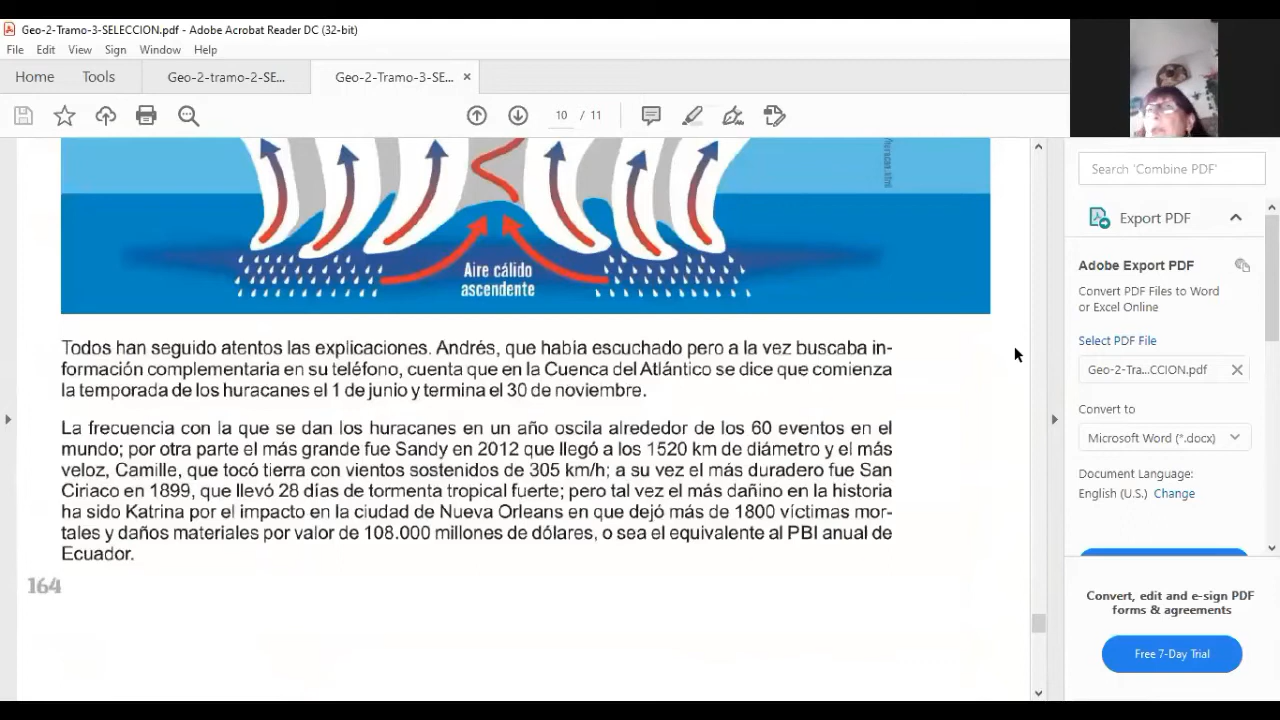 Geo-2-Tramo-3-SELECCION.pdf - Adobe Acrobat Reader DC (32-bit)
File Edit View Sign Window Help
Home Tools Geo-2-tramo-2-SE... Geo-2-Tramo-3-SE... ×
10 / 11
Search 'Combine PDF'
Export PDF
Adobe Export PDF
Convert PDF Files to Word
or Excel Online
Select PDF File
Geo-2-Tra...CCION.pdf
Convert to
Microsoft Word (*.docx)
Document Language:
English (U.S.) Change
Convert, edit and e-sign PDF
forms & agreements
Free 7-Day Trial
Aire cálido
ascendente
Todos han seguido atentos las explicaciones. Andrés, que había escuchado pero a la vez buscaba in-
formación complementaria en su teléfono, cuenta que en la Cuenca del Atlántico se dice que comienza
la temporada de los huracanes el 1 de junio y termina el 30 de noviembre.
La frecuencia con la que se dan los huracanes en un año oscila alrededor de los 60 eventos en el
mundo; por otra parte el más grande fue Sandy en 2012 que llegó a los 1520 km de diámetro y el más
veloz, Camille, que tocó tierra con vientos sostenidos de 305 km/h; a su vez el más duradero fue San
Ciriaco en 1899, que llevó 28 días de tormenta tropical fuerte; pero tal vez el más dañino en la historia
ha sido Katrina por el impacto en la ciudad de Nueva Orleans en que dejó más de 1800 víctimas mor-
tales y daños materiales por valor de 108.000 millones de dólares, o sea el equivalente al PBI anual de
Ecuador.
164